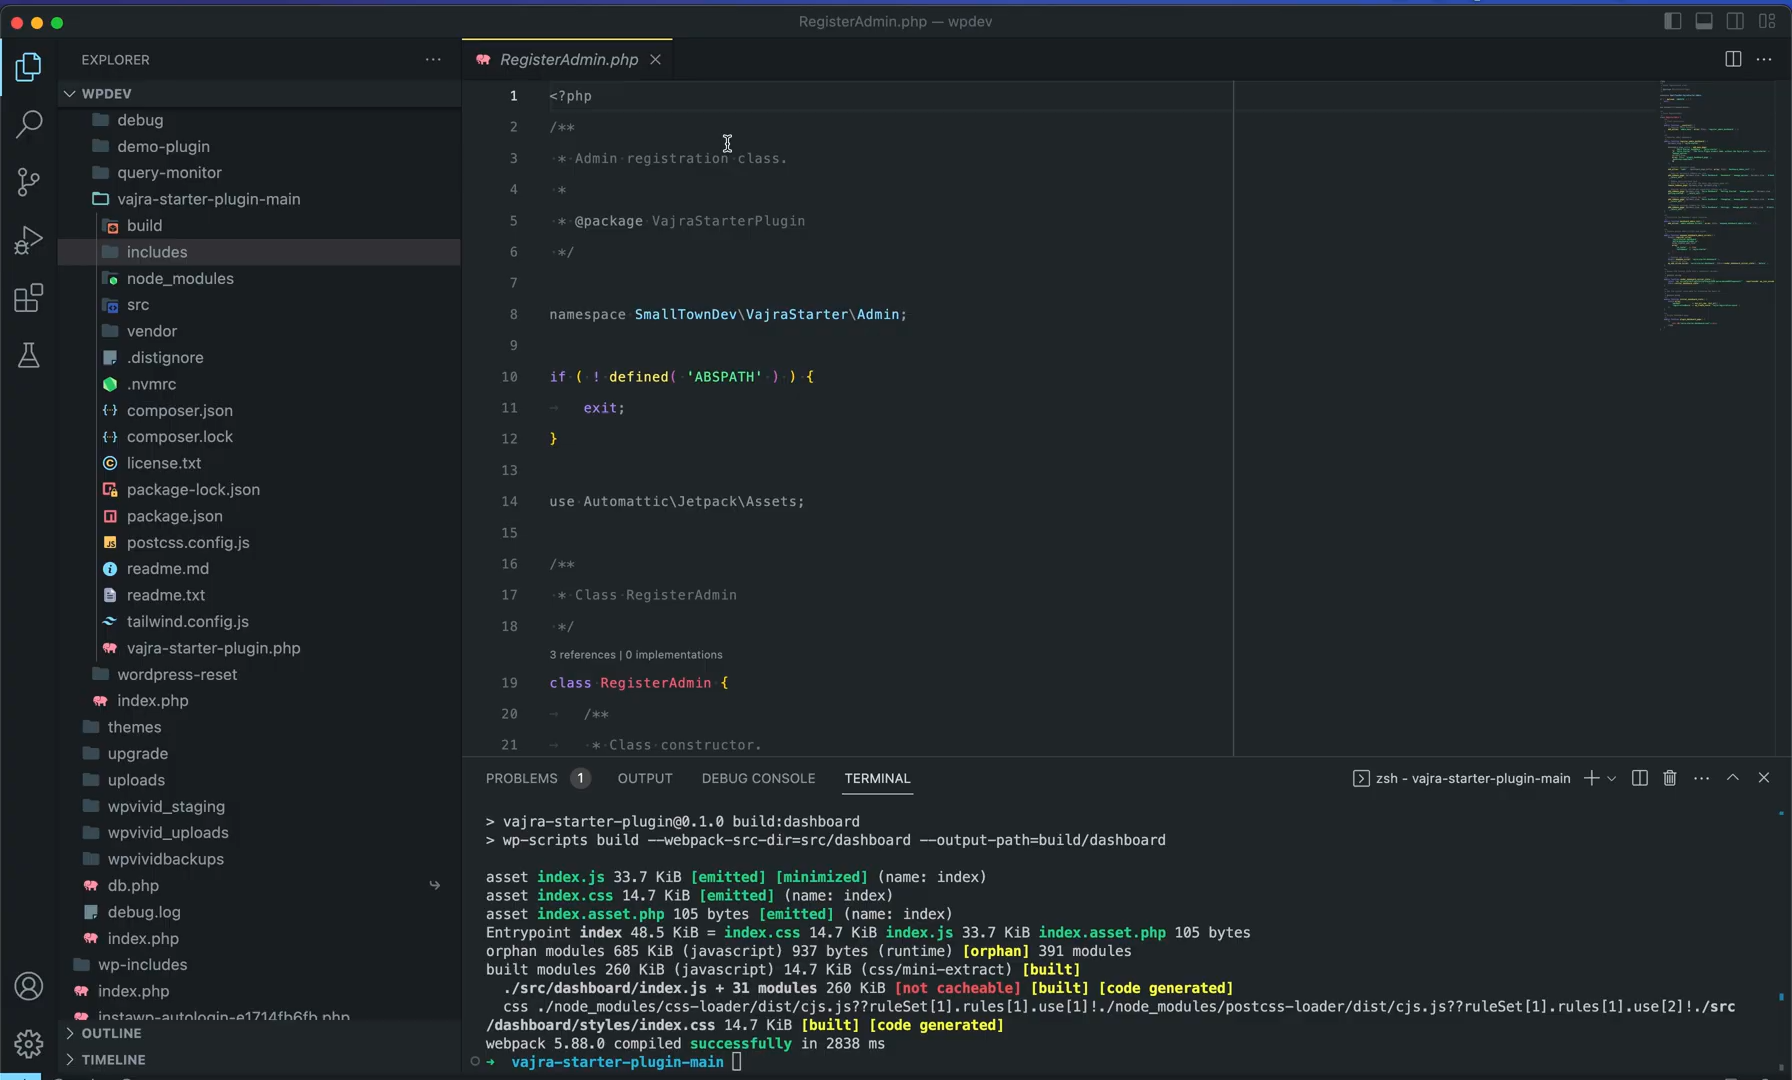 RegisterAdmin.php — wpdev
EXPLORER
WPDEV
debug
demo-plugin
query-monitor
vajra-starter-plugin-main
build
includes
node_modules
src
vendor
.distignore
.nvmrc
composer.json
composer.lock
license.txt
package-lock.json
package.json
postcss.config.js
readme.md
readme.txt
tailwind.config.js
vajra-starter-plugin.php
wordpress-reset
index.php
themes
upgrade
uploads
wpvivid_staging
wpvivid_uploads
wpvividbackups
db.php
debug.log
index.php
wp-includes
index.php
instawp-autologin-e1714fb6fb.php
OUTLINE
TIMELINE
RegisterAdmin.php
1 <?php
2 /**
3 * Admin registration class.
4 *
5 * @package VajraStarterPlugin
6 */
7
8 namespace SmallTownDev\VajraStarter\Admin;
9
10 if ( ! defined( 'ABSPATH' ) ) {
11 exit;
12 }
13
14 use Automattic\Jetpack\Assets;
15
16 /**
17 * Class RegisterAdmin
18 */
3 references | 0 implementations
19 class RegisterAdmin {
20 /**
21 * Class constructor.
PROBLEMS 1 OUTPUT DEBUG CONSOLE TERMINAL zsh - vajra-starter-plugin-main
> vajra-starter-plugin@0.1.0 build:dashboard
> wp-scripts build --webpack-src-dir=src/dashboard --output-path=build/dashboard
asset index.js 33.7 KiB [emitted] [minimized] (name: index)
asset index.css 14.7 KiB [emitted] (name: index)
asset index.asset.php 105 bytes [emitted] (name: index)
Entrypoint index 48.5 KiB = index.css 14.7 KiB index.js 33.7 KiB index.asset.php 105 bytes
orphan modules 685 KiB (javascript) 937 bytes (runtime) [orphan] 391 modules
built modules 260 KiB (javascript) 14.7 KiB (css/mini-extract) [built]
./src/dashboard/index.js + 31 modules 260 KiB [not cacheable] [built] [code generated]
css ./node_modules/css-loader/dist/cjs.js??ruleSet[1].rules[1].use[1]!./node_modules/postcss-loader/dist/cjs.js??ruleSet[1].rules[1].use[2]!./src
/dashboard/styles/index.css 14.7 KiB [built] [code generated]
webpack 5.88.0 compiled successfully in 2838 ms
➜ vajra-starter-plugin-main